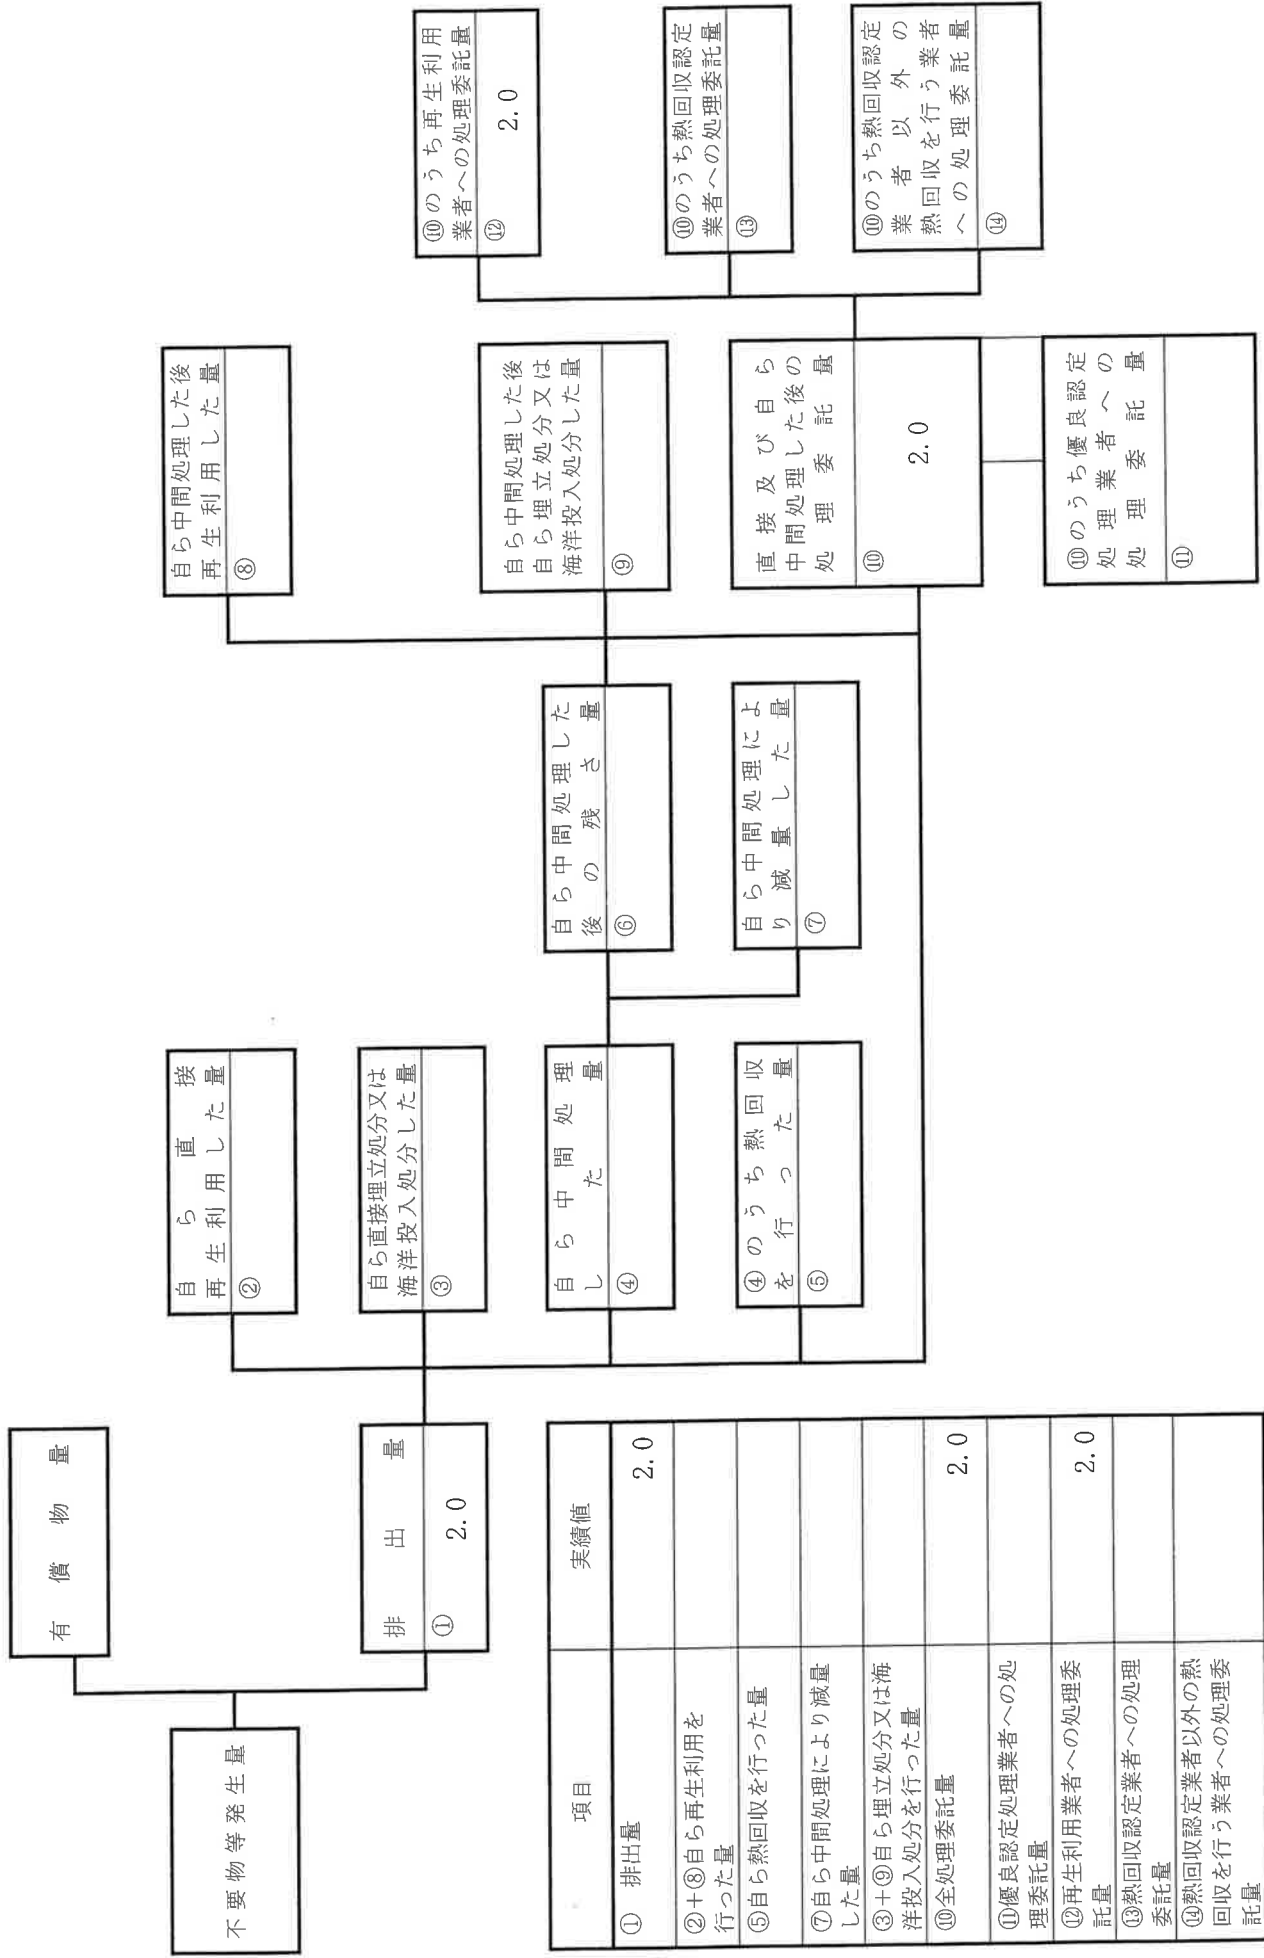 不要物等発生量
有償物量
排出量
① 2.0
自ら直接
再生利用した量
②
自ら直接埋立処分又は
海洋投入処分した量
③
自ら中間処理
した量
④
④のうち熱回収
を行った量
⑤
自ら中間処理した
後の残さ量
⑥
自ら中間処理によ
り減量した量
⑦
自ら中間処理した後
再生利用した量
⑧
自ら中間処理した後
自ら埋立処分又は
海洋投入処分した量
⑨
直接及び自ら
中間処理した後の
処理委託量
⑩
2.0
⑩のうち優良認定
処理業者への
処理委託量
⑪
⑩のうち再生利用
業者への処理委託量
⑫
2.0
⑩のうち熱回収認定
業者への処理委託量
⑬
⑩のうち熱回収認定
業者以外の
熱回収を行う業者
への処理委託量
⑭
項目 実績値
① 排出量 2.0
②+⑧自ら再生利用を
行った量
⑤自ら熱回収を行った量
⑦自ら中間処理により減量
した量
③+⑨自ら埋立処分又は海
洋投入処分を行った量
⑩全処理委託量 2.0
⑪優良認定処理業者への処
理委託量
⑫再生利用業者への処理委
託量 2.0
⑬熱回収認定業者への処理
委託量
⑭熱回収認定業者以外の熱
回収を行う業者への処理委
託量